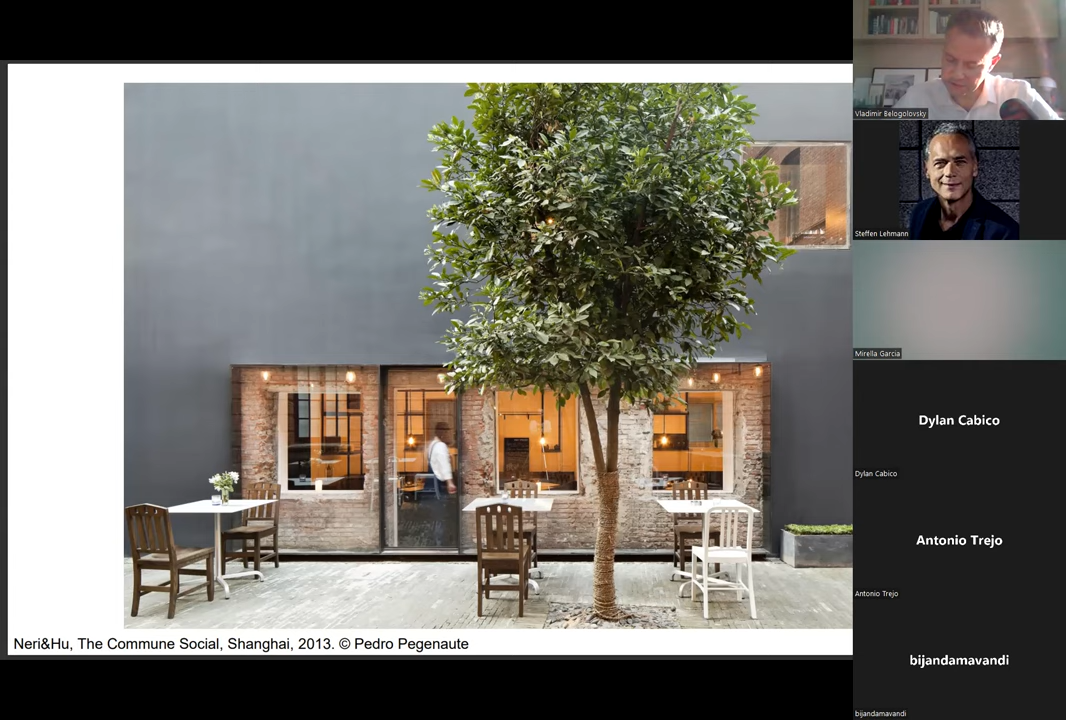 Vladimir Belogolovsky
Steffen Lehmann
Mirella Garcia
Dylan Cabico
Dylan Cabico
Antonio Trejo
Antonio Trejo
bijandamavandi
bijandamavandi
Neri&Hu, The Commune Social, Shanghai, 2013. © Pedro Pegenaute